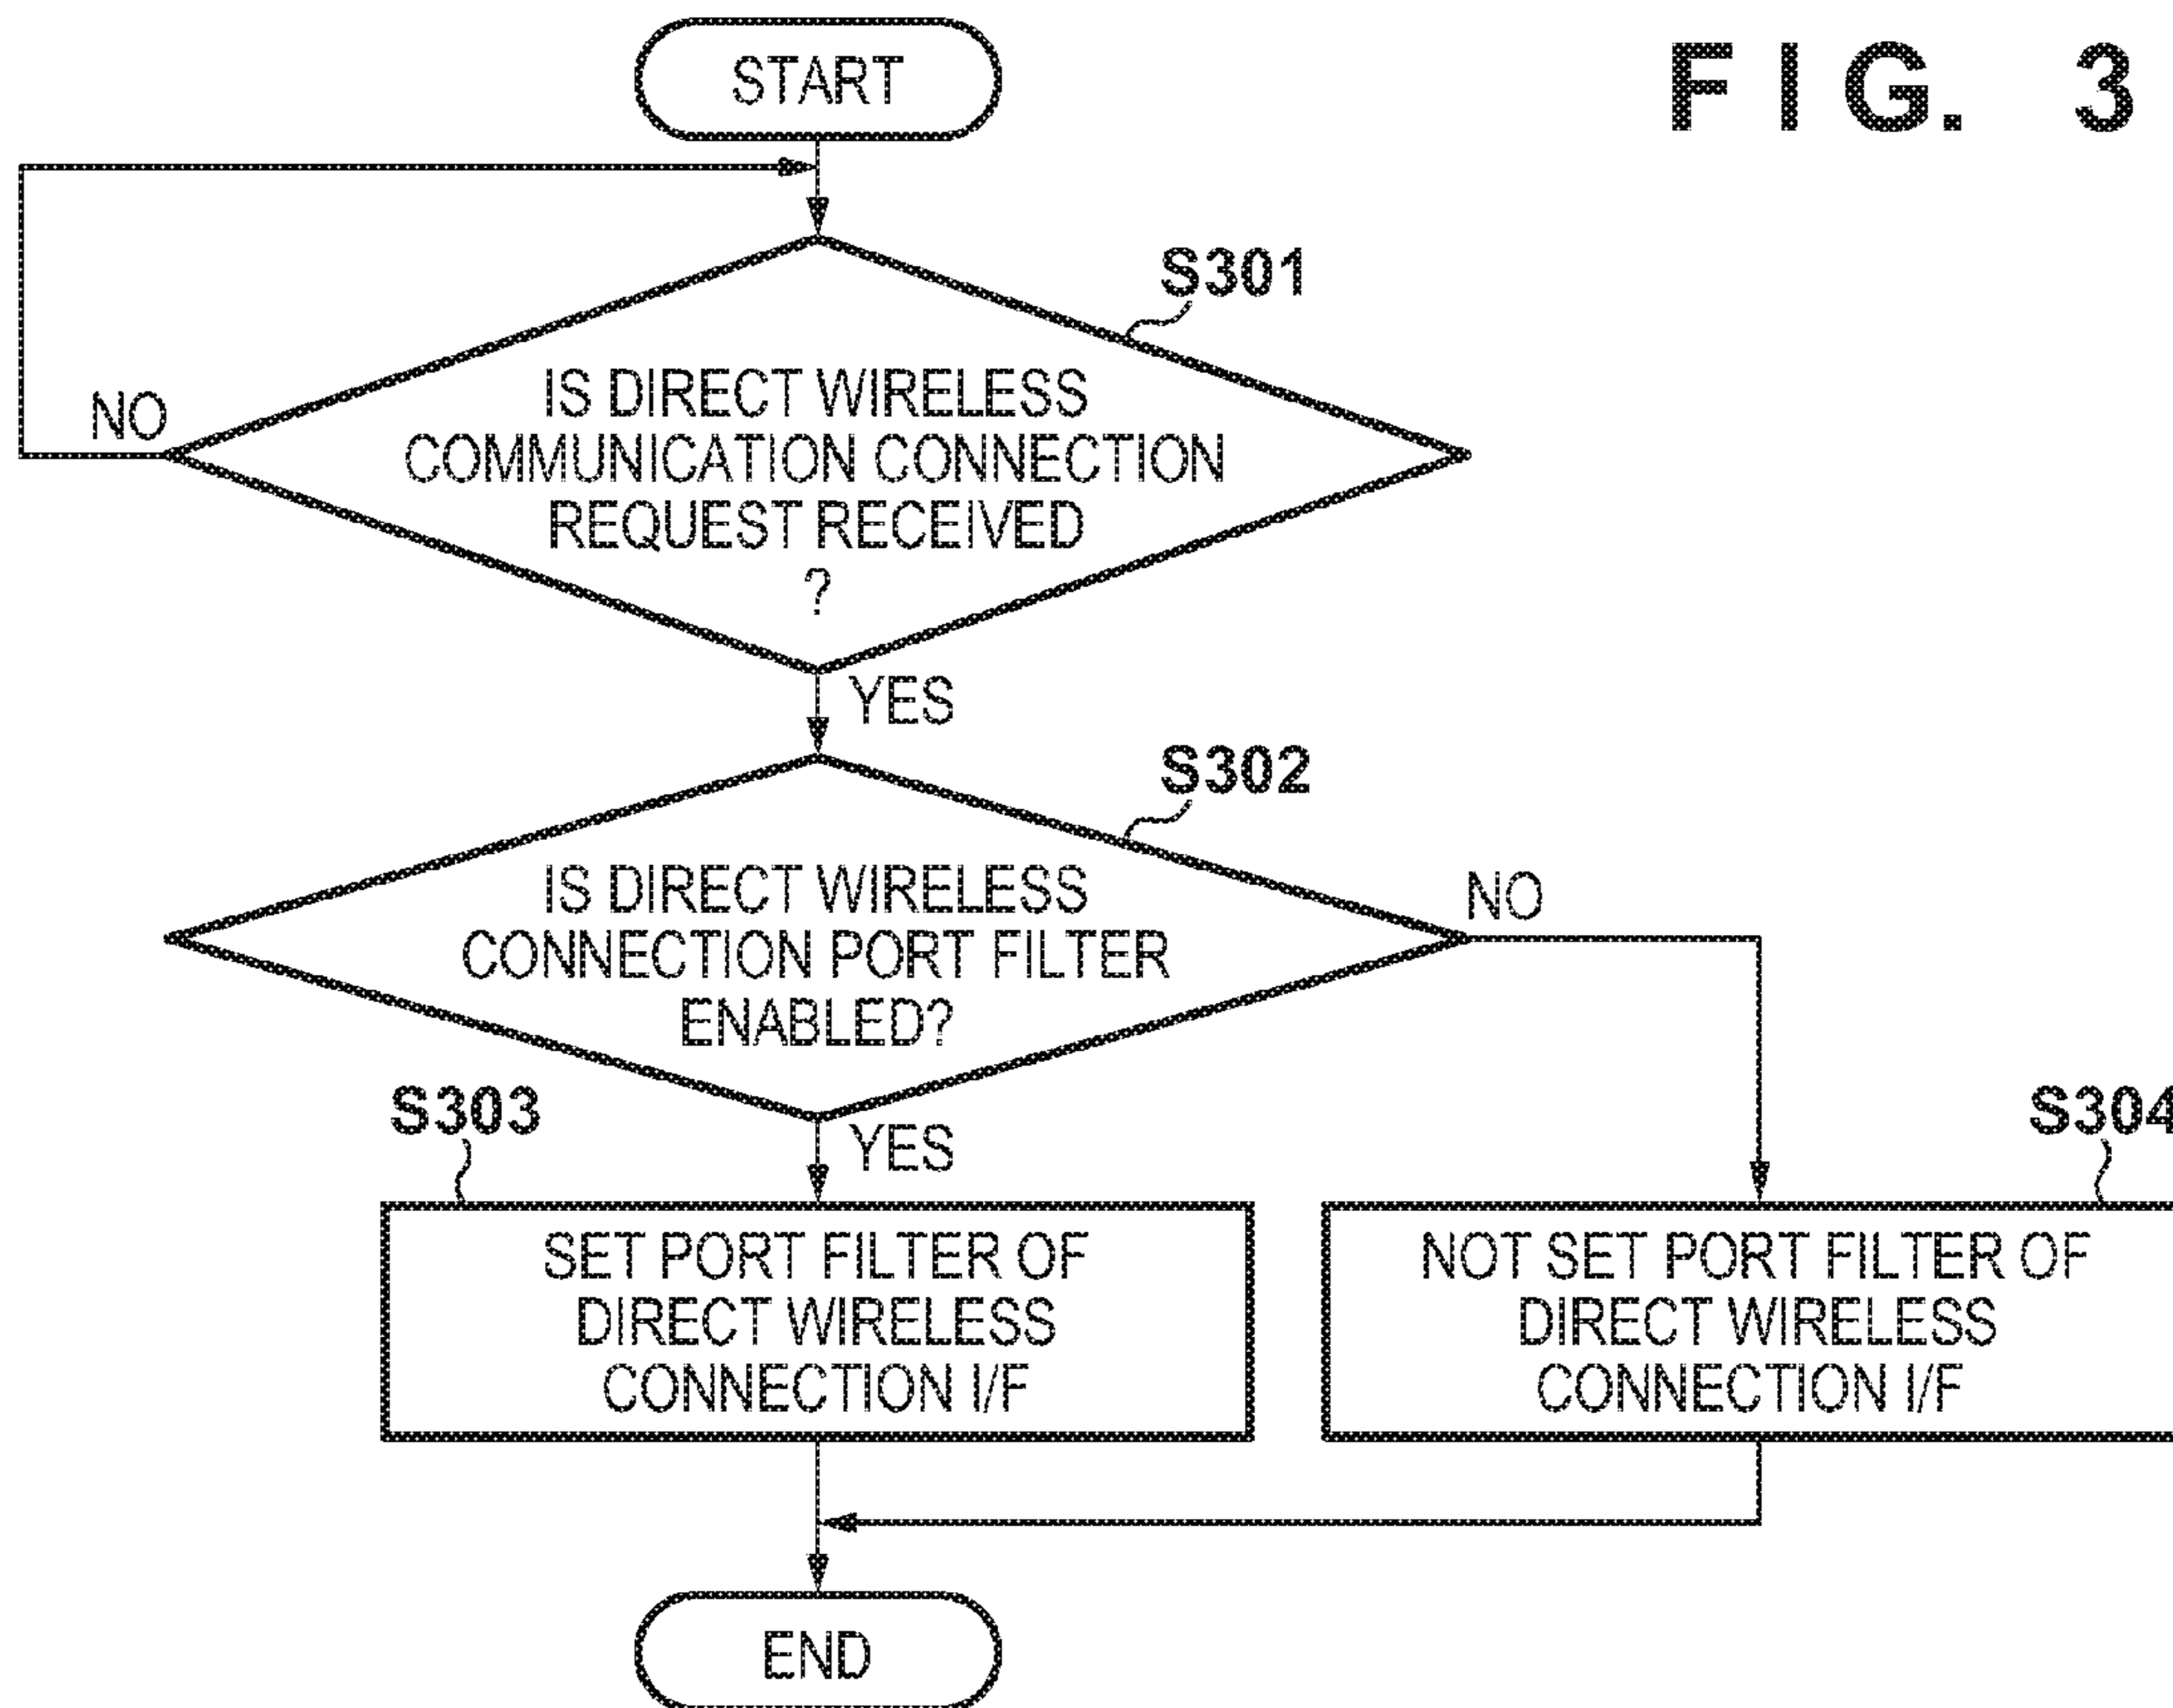 FIG. 3
START
S301
IS DIRECT WIRELESS
COMMUNICATION CONNECTION
REQUEST RECEIVED
?
NO
YES
S302
IS DIRECT WIRELESS
CONNECTION PORT FILTER
ENABLED?
NO
YES
S303
SET PORT FILTER OF
DIRECT WIRELESS
CONNECTION I/F
S304
NOT SET PORT FILTER OF
DIRECT WIRELESS
CONNECTION I/F
END